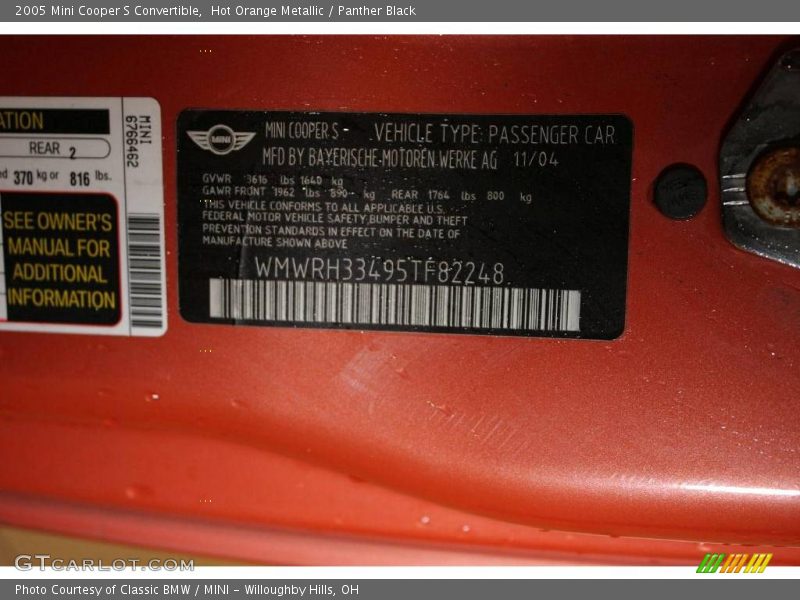 2005 Mini Cooper S Convertible,  Hot Orange Metallic / Panther Black
ATION
REAR 2
ed 370 kg or 816 lbs.
SEE OWNER'S
MANUAL FOR
ADDITIONAL
INFORMATION
MINI
6766462
MINI
MINI COOPER S - VEHICLE TYPE: PASSENGER CAR
MFD BY BAYERISCHE MOTOREN WERKE AG 11/04
GVWR 3616 lbs 1640 kg
GAWR FRONT 1962 lbs 890 kg REAR 1764 lbs 800 kg
THIS VEHICLE CONFORMS TO ALL APPLICABLE U.S.
FEDERAL MOTOR VEHICLE SAFETY, BUMPER AND THEFT
PREVENTION STANDARDS IN EFFECT ON THE DATE OF
MANUFACTURE SHOWN ABOVE
WMWRH33495TF82248
GTCARLOT.COM
Photo Courtesy of Classic BMW / MINI - Willoughby Hills, OH